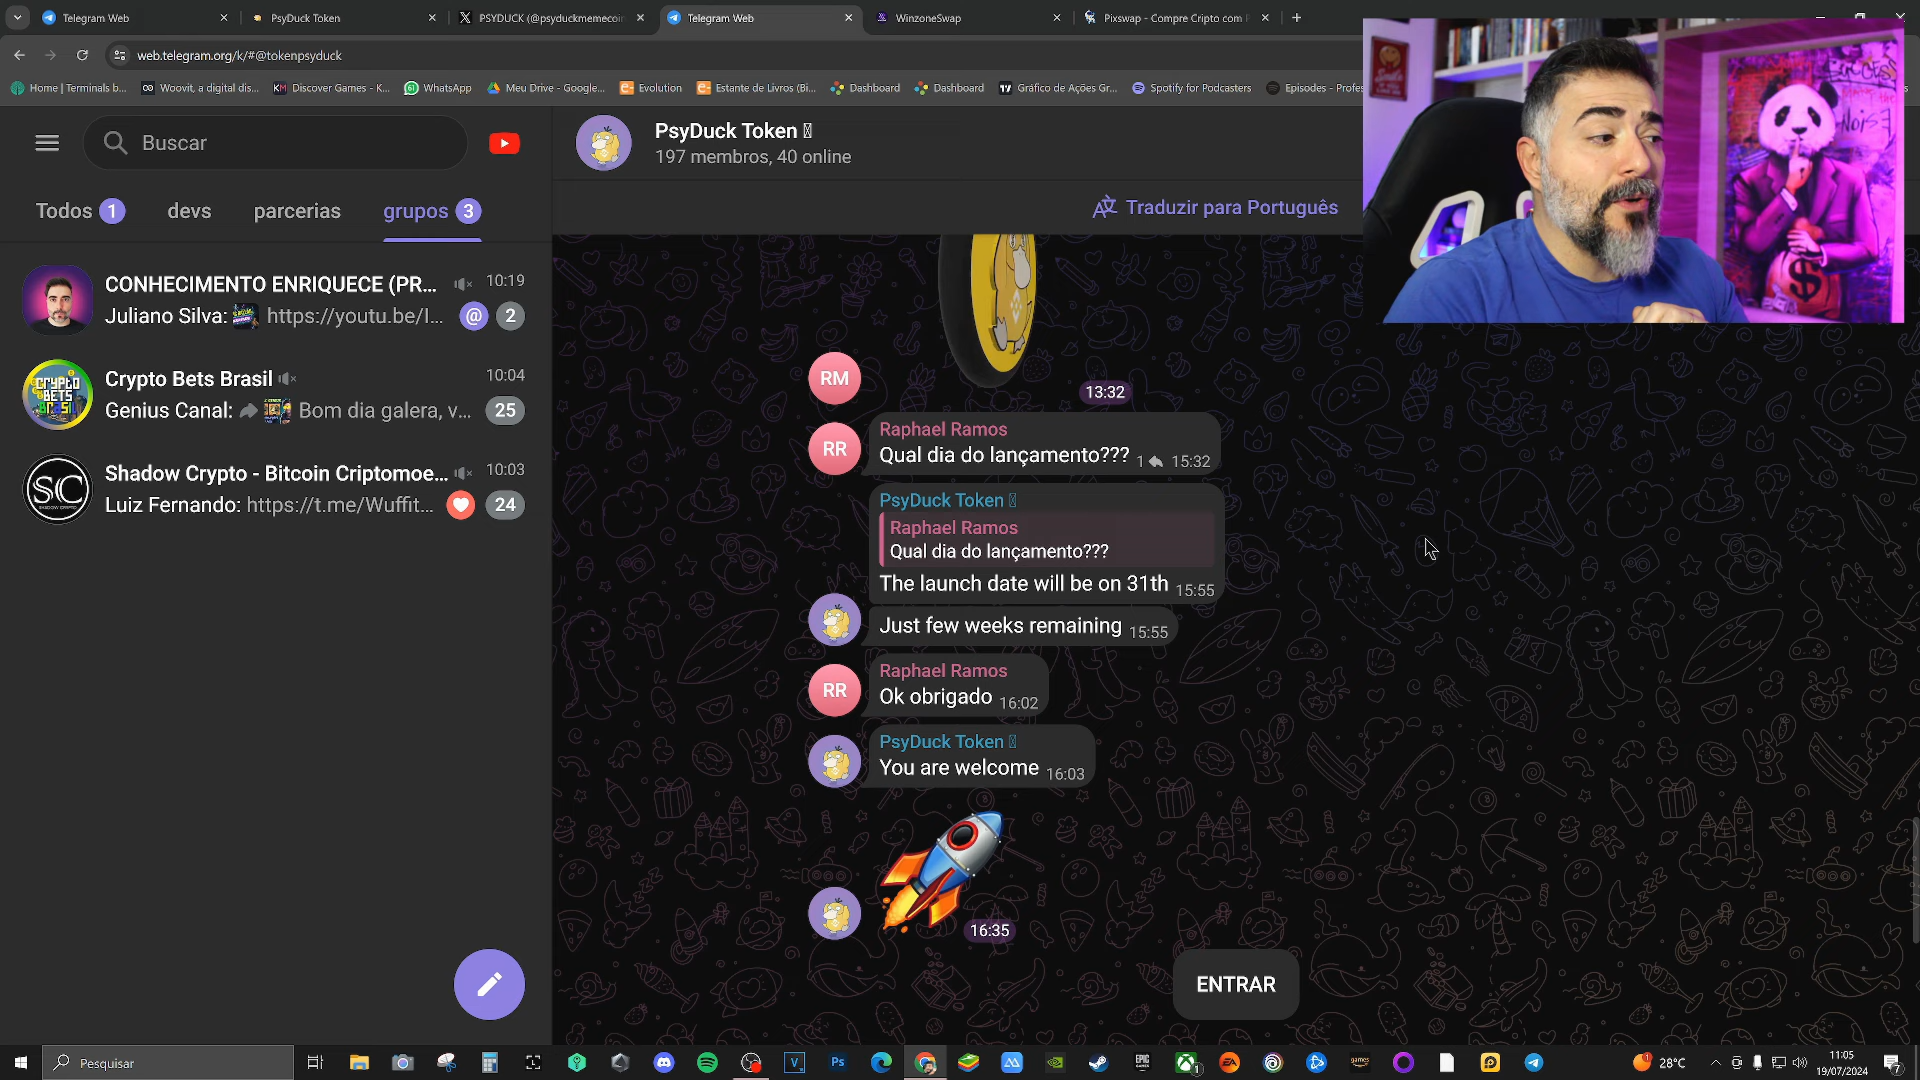 Telegram Web
PsyDuck Token
PSYDUCK (@psyduckmemecoin
Telegram Web
WinzoneSwap
Pixswap - Compre Cripto com
web.telegram.org/k/#@tokenpsyduck
Home | Terminals b...
Woovit, a digital dis...
Discover Games - K...
WhatsApp
Meu Drive - Google...
Evolution
Estante de Livros (Bi...
Dashboard
Dashboard
Gráfico de Ações Gr...
Spotify for Podcasters
Episodes - Profes
Buscar
Todos 1
devs
parcerias
grupos 3
CONHECIMENTO ENRIQUECE (PR... 10:19
Juliano Silva: https://youtu.be/I... @ 2
Crypto Bets Brasil 10:04
Genius Canal: Bom dia galera, v... 25
Shadow Crypto - Bitcoin Criptomoe... 10:03
Luiz Fernando: https://t.me/Wuffit... 24
CRYPTO
BETS
BRASIL
SC
SHADOW CRYPTO
PsyDuck Token
197 membros, 40 online
Traduzir para Português
RM
13:32
RR
Raphael Ramos
Qual dia do lançamento??? 1 15:32
PsyDuck Token
Raphael Ramos
Qual dia do lançamento???
The launch date will be on 31th 15:55
Just few weeks remaining 15:55
RR
Raphael Ramos
Ok obrigado 16:02
PsyDuck Token
You are welcome 16:03
16:35
ENTRAR
Pesquisar
28°C
11:05
19/07/2024